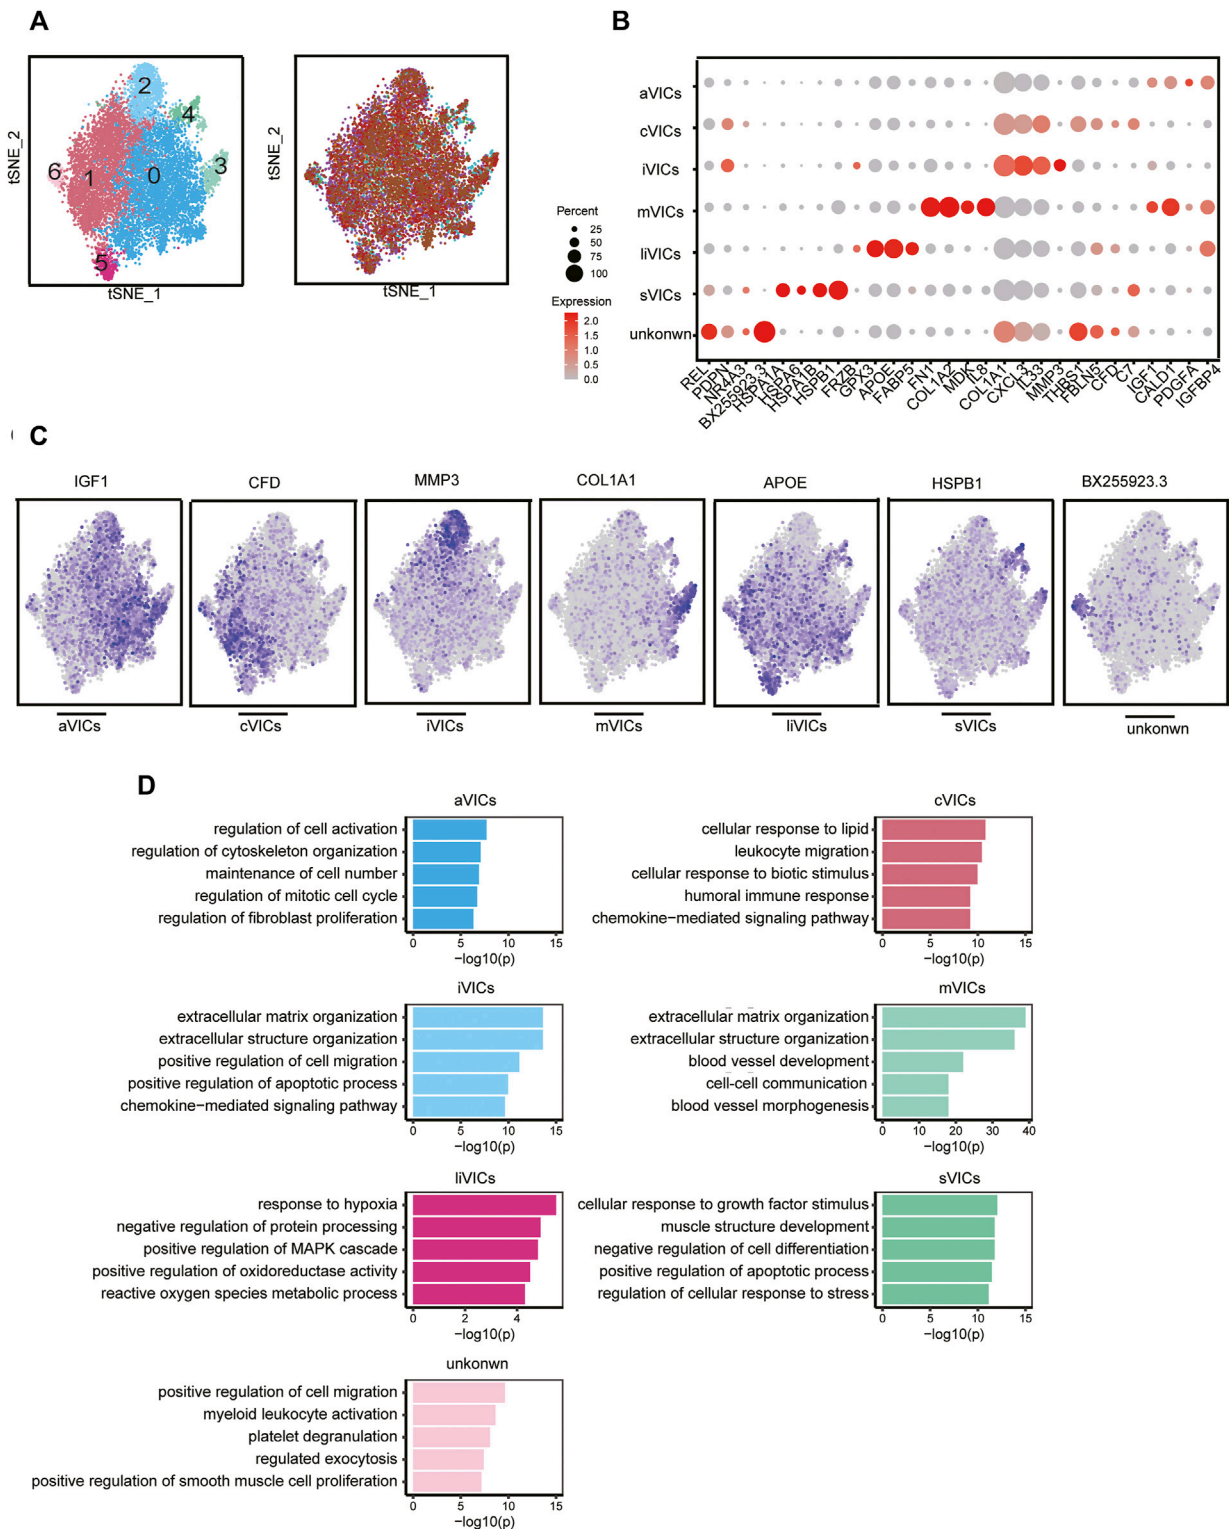 A
tSNE_2
0
1
2
3
4
5
6
tSNE_1
tSNE_2
tSNE_1
Percent
25
50
75
100
Expression
2.0
1.5
1.0
0.5
0.0
B
aVICs
cVICs
iVICs
mVICs
liVICs
sVICs
unkonwn
REL
PDPN
NR4A3
BX255923.3
HSPA1A
HSPA6
HSPA1B
HSPB1
FRZB
GPX3
APOE
FABP5
FN1
COL1A2
MDK
IL8
COL1A1
CXCL3
IL33
MMP3
THBS1
FBLN5
CFD
C7
IGF1
CALD1
PDGFA
IGFBP4
C
IGF1
CFD
MMP3
COL1A1
APOE
HSPB1
BX255923.3
aVICs
cVICs
iVICs
mVICs
liVICs
sVICs
unkonwn
D
aVICs
regulation of cell activation
regulation of cytoskeleton organization
maintenance of cell number
regulation of mitotic cell cycle
regulation of fibroblast proliferation
0 5 10 15
−log10(p)
cVICs
cellular response to lipid
leukocyte migration
cellular response to biotic stimulus
humoral immune response
chemokine−mediated signaling pathway
0 5 10 15
−log10(p)
iVICs
extracellular matrix organization
extracellular structure organization
positive regulation of cell migration
positive regulation of apoptotic process
chemokine−mediated signaling pathway
0 5 10 15
−log10(p)
mVICs
extracellular matrix organization
extracellular structure organization
blood vessel development
cell-cell communication
blood vessel morphogenesis
0 10 20 30 40
−log10(p)
liVICs
response to hypoxia
negative regulation of protein processing
positive regulation of MAPK cascade
positive regulation of oxidoreductase activity
reactive oxygen species metabolic process
0 2 4
−log10(p)
sVICs
cellular response to growth factor stimulus
muscle structure development
negative regulation of cell differentiation
positive regulation of apoptotic process
regulation of cellular response to stress
0 5 10 15
−log10(p)
unkonwn
positive regulation of cell migration
myeloid leukocyte activation
platelet degranulation
regulated exocytosis
positive regulation of smooth muscle cell proliferation
0 5 10 15
−log10(p)